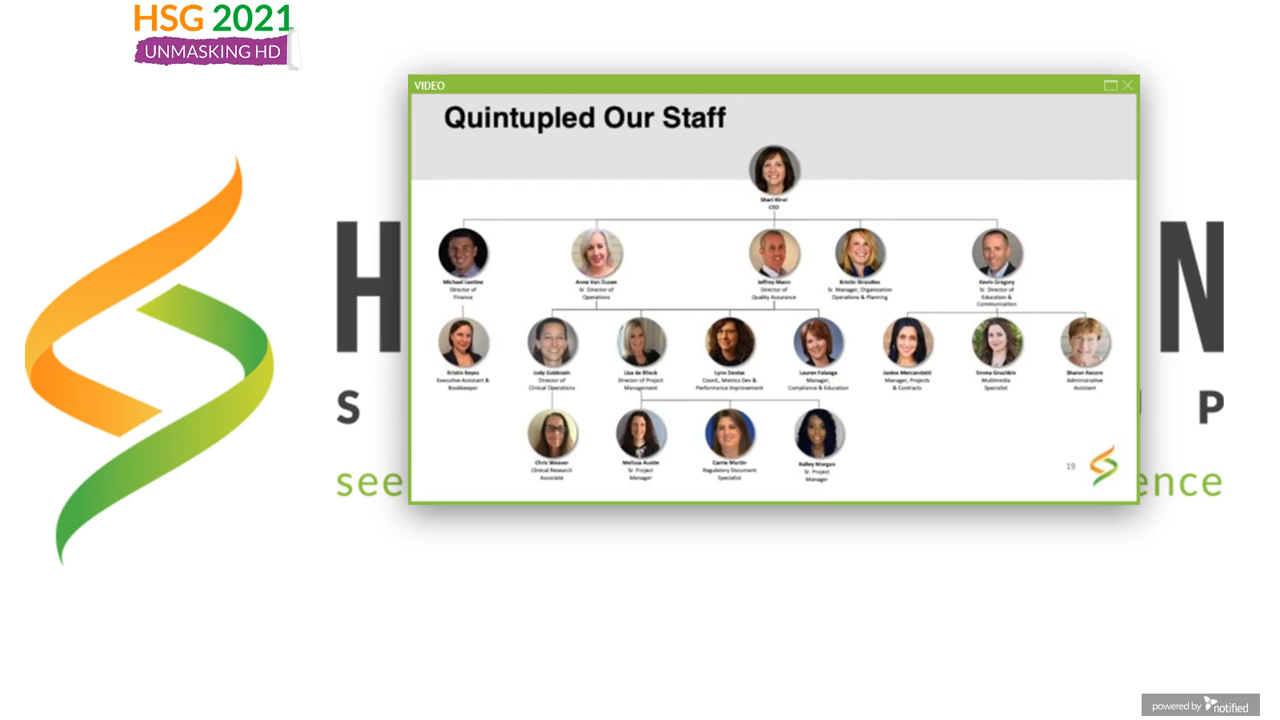 HSG 2021
UNMASKING HD
VIDEO
Quintupled Our Staff
Shari Kinel
CEO
Michael Lentine
Director of
Finance
Anne Van Dusen
Sr. Director of
Operations
Jeffrey Mann
Director of
Quality Assurance
Kristin Strasdles
Sr. Manager, Organization
Operations & Planning
Kevin Gregory
Sr. Director of
Education &
Communication
Kristin Keyes
Executive Assistant &
Bookkeeper
Jody Goldstein
Director of
Clinical Operations
Lisa de Blieck
Director of Project
Management
Lynn Denise
Coord., Metrics Dev &
Performance Improvement
Lauren Falanga
Manager,
Compliance & Education
Janine Mercandetti
Manager, Projects
& Contracts
Emma Gruchkin
Multimedia
Specialist
Sharon Recore
Administrative
Assistant
Chris Weaver
Clinical Research
Associate
Melissa Austin
Sr. Project
Manager
Carrie Martin
Regulatory Document
Specialist
Kelley Morgan
Sr. Project
Manager
19
H N
S P
see ence
powered by notified